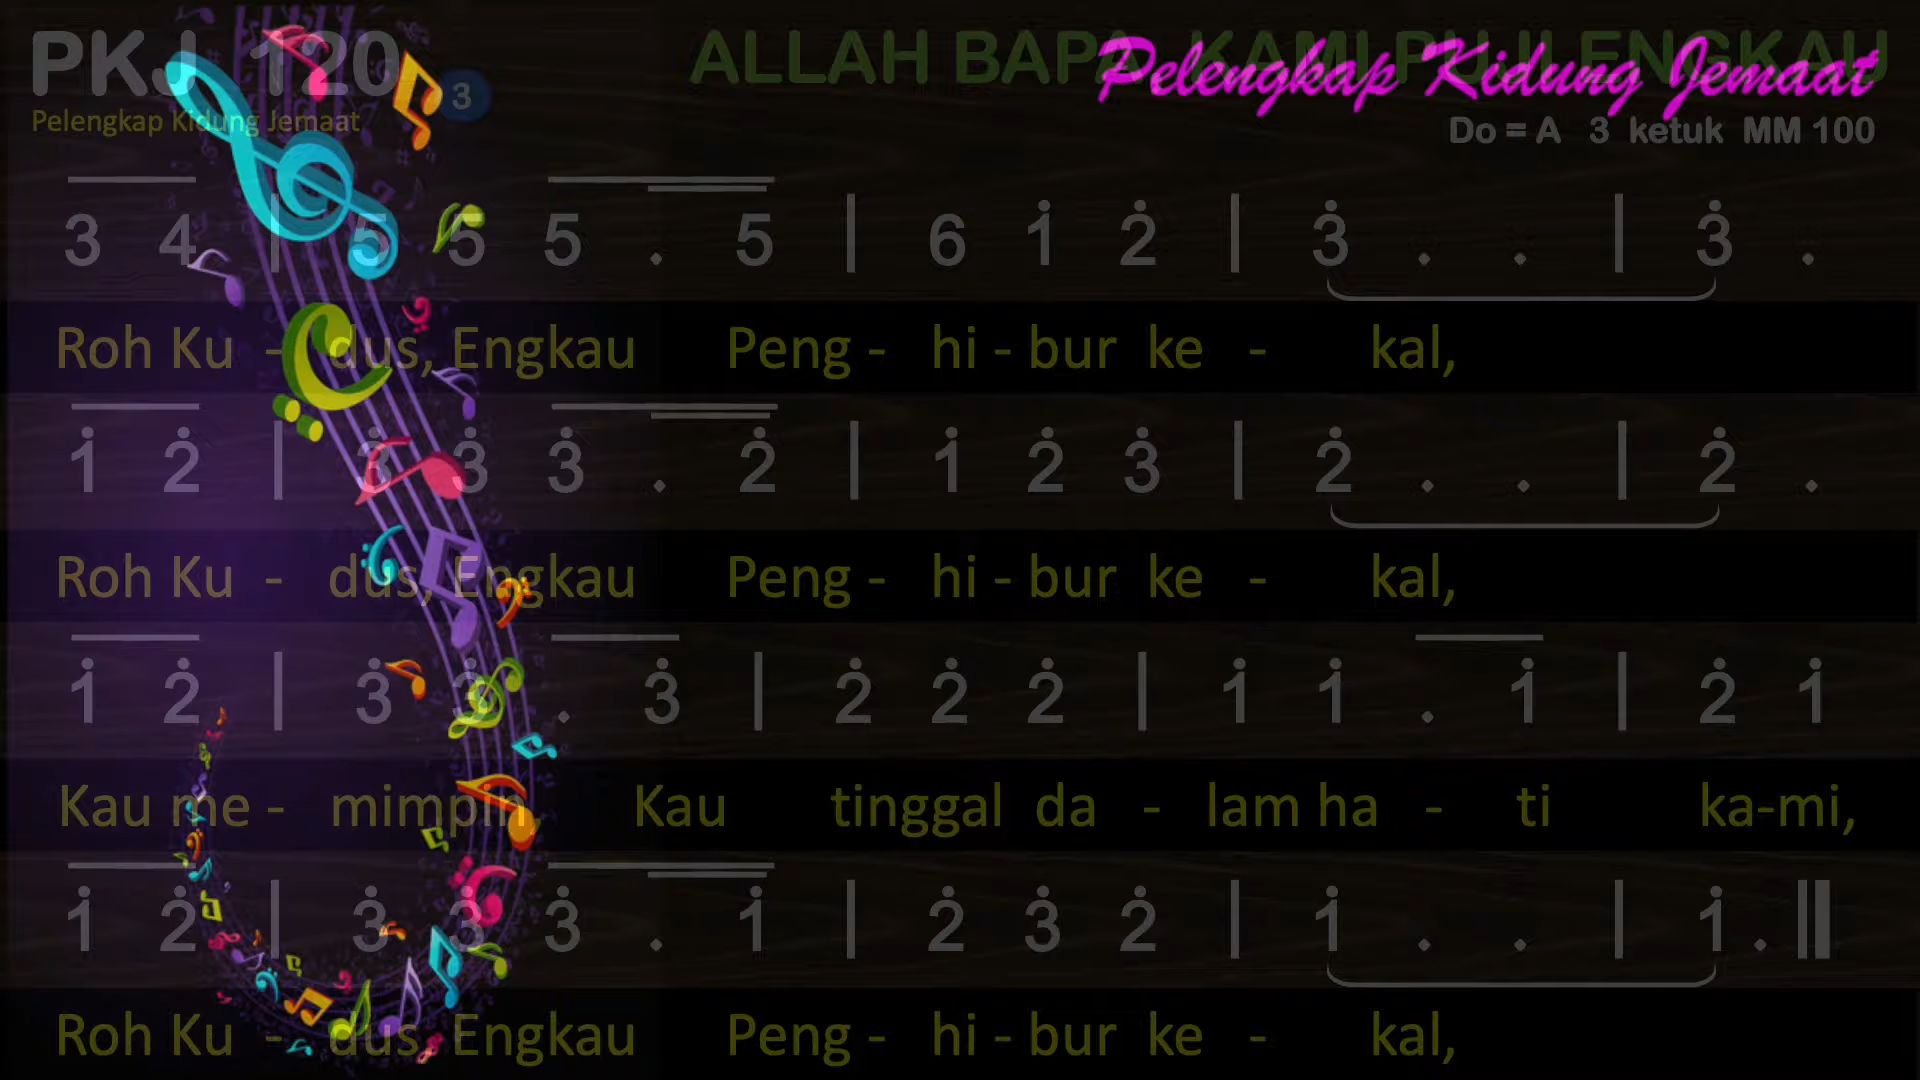 PKJ 120
3
ALLAH BAPA, KAMI PUJI ENGKAU
Pelengkap Kidung Jemaat
Pelengkap Kidung Jemaat
Do = A 3 ketuk MM 100
3 4 | 5 5 5 . 5 | 6 1̇ 2̇ | 3̇ . . | 3̇ .
Roh Ku - dus, Engkau Peng - hi - bur ke - kal,
1̇ 2̇ | 3̇ 3̇ 3̇ . 2̇ | 1̇ 2̇ 3̇ | 2̇ . . | 2̇ .
Roh Ku - dus, Engkau Peng - hi - bur ke - kal,
1̇ 2̇ | 3̇ 3̇ . 3̇ | 2̇ 2̇ 2̇ | 1̇ 1̇ . 1̇ | 2̇ 1̇
Kau me - mimpin, Kau tinggal da - lam ha - ti ka-mi,
1̇ 2̇ | 3̇ 3̇ 3̇ . 1̇ | 2̇ 3̇ 2̇ | 1̇ . . | 1̇ . ||
Roh Ku - dus, Engkau Peng - hi - bur ke - kal,